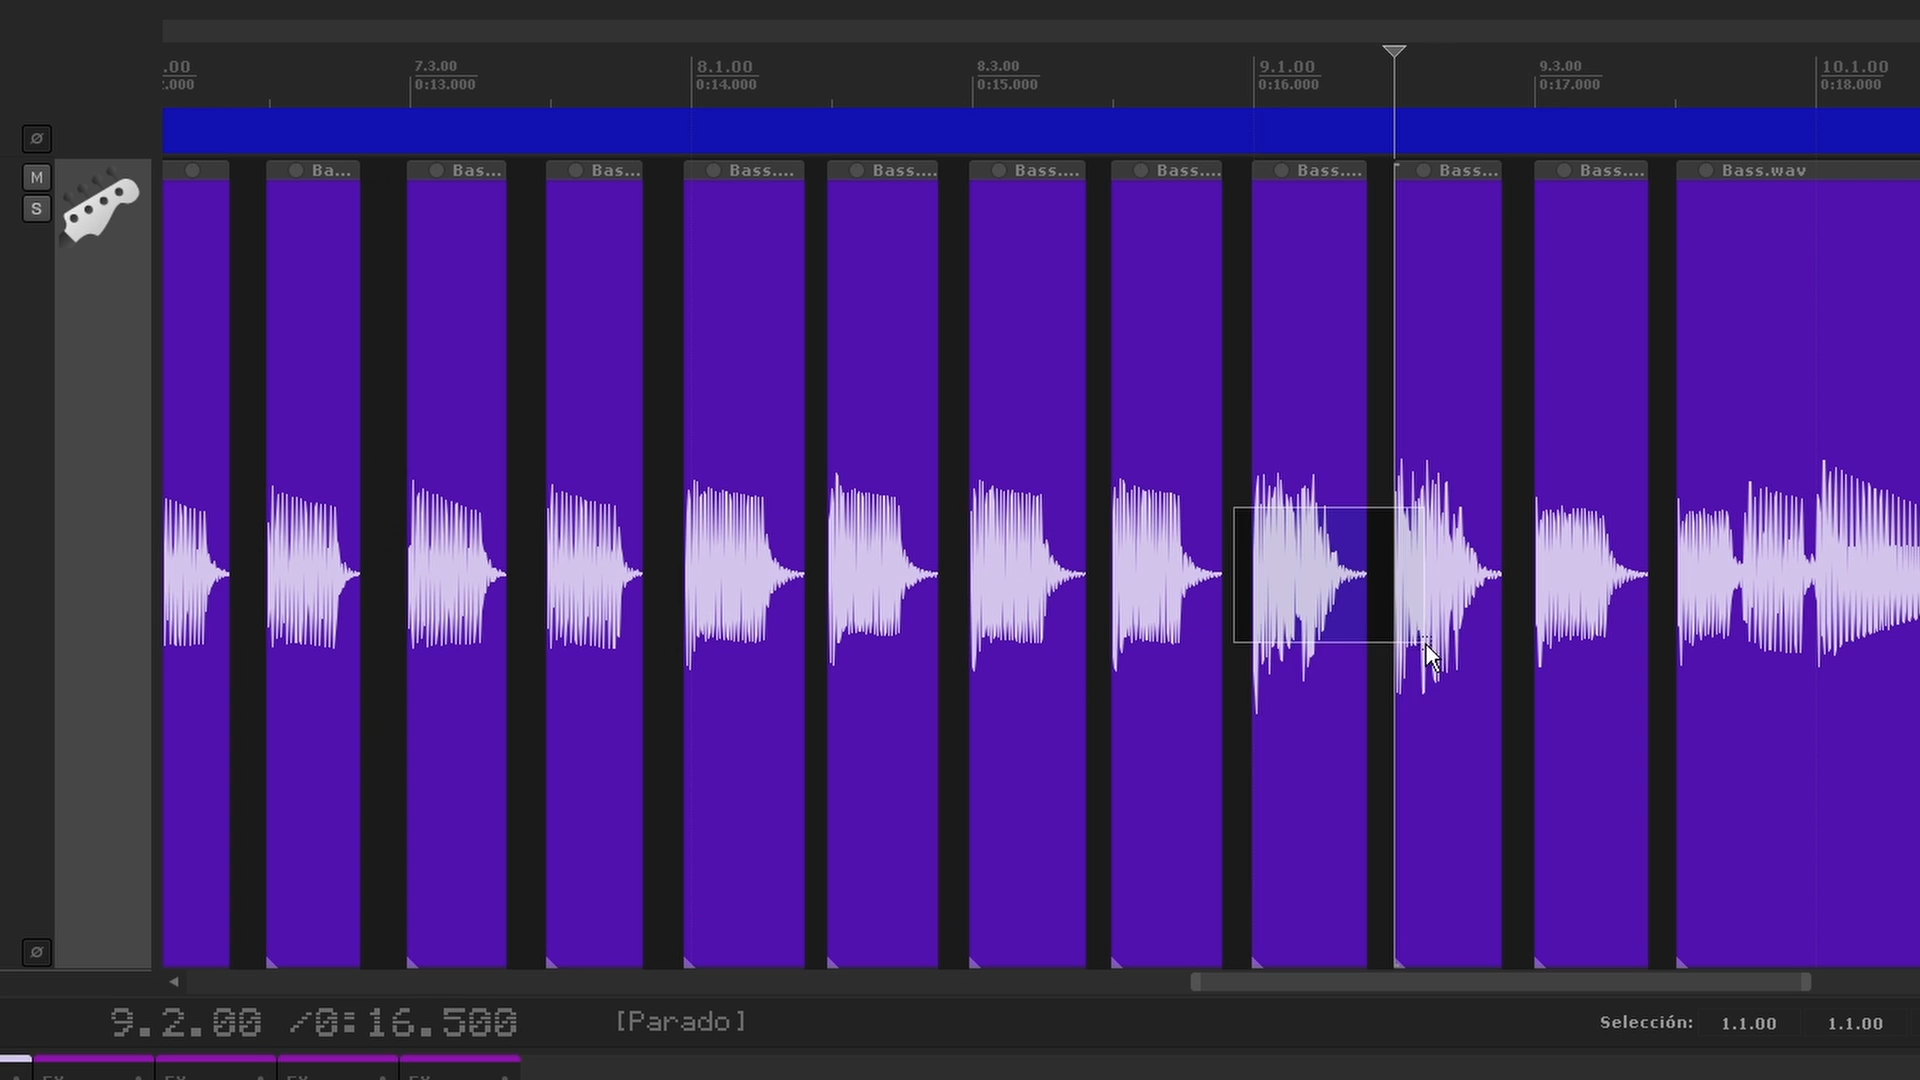 .00 7.3.00 8.1.00 8.3.00 9.1.00 9.3.00 10.1.00
.000 0:13.000 0:14.000 0:15.000 0:16.000 0:17.000 0:18.000
Ø
Ba... Bas... Bas... Bass.... Bass.... Bass.... Bass.... Bass.... Bass... Bass.... Bass.wav
M
S
Ø
9.2.00 /0:16.500 [Parado] Selección: 1.1.00 1.1.00